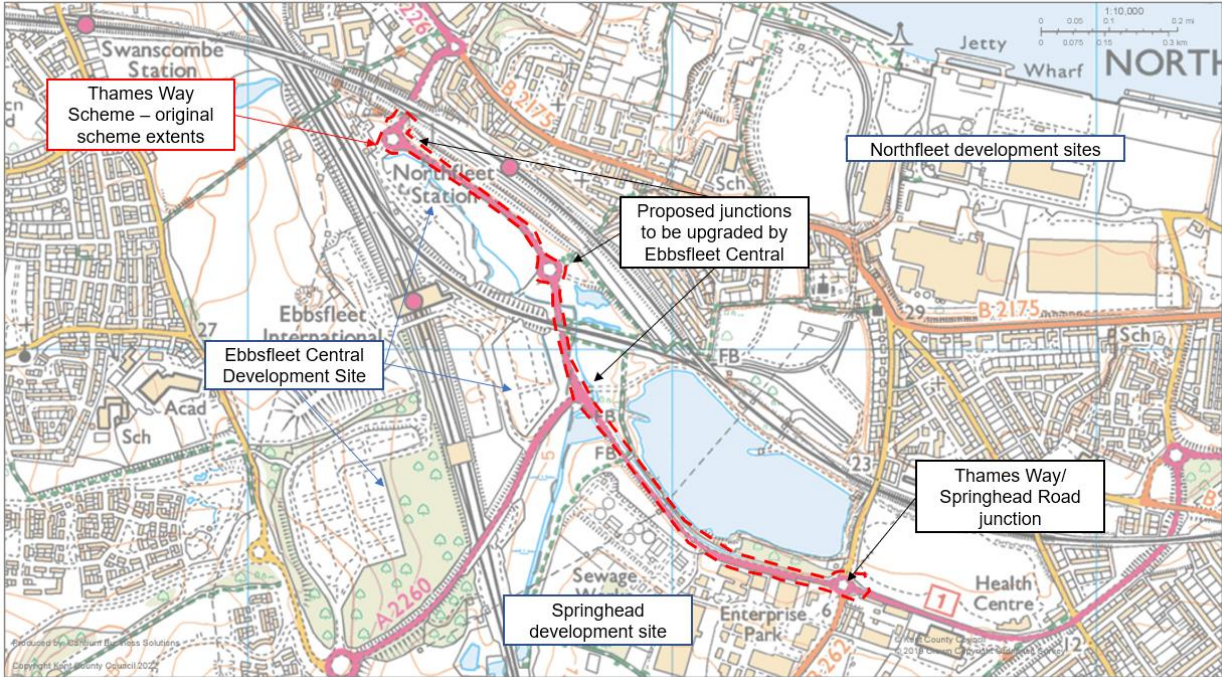 1:10,000
0 0.05 0.1 0.2 mi
0 0.075 0.15 0.3 km
Swanscombe
Station
Jetty
Wharf
NORTH
B 2175
Thames Way
Scheme – original
scheme extents
Northfleet development sites
Northfleet
Station
Sch
Proposed junctions
to be upgraded by
Ebbsfleet Central
Ebbsfleet
International
27
29
B 2175
Sch
Ebbsfleet Central
Development Site
FB
Acad
Sch
FB
23
Thames Way/
Springhead Road
junction
A 2260
Sewage
Springhead
development site
Enterprise
Park
6
1
Health
Centre
12
Copyright Kent County Council 2022